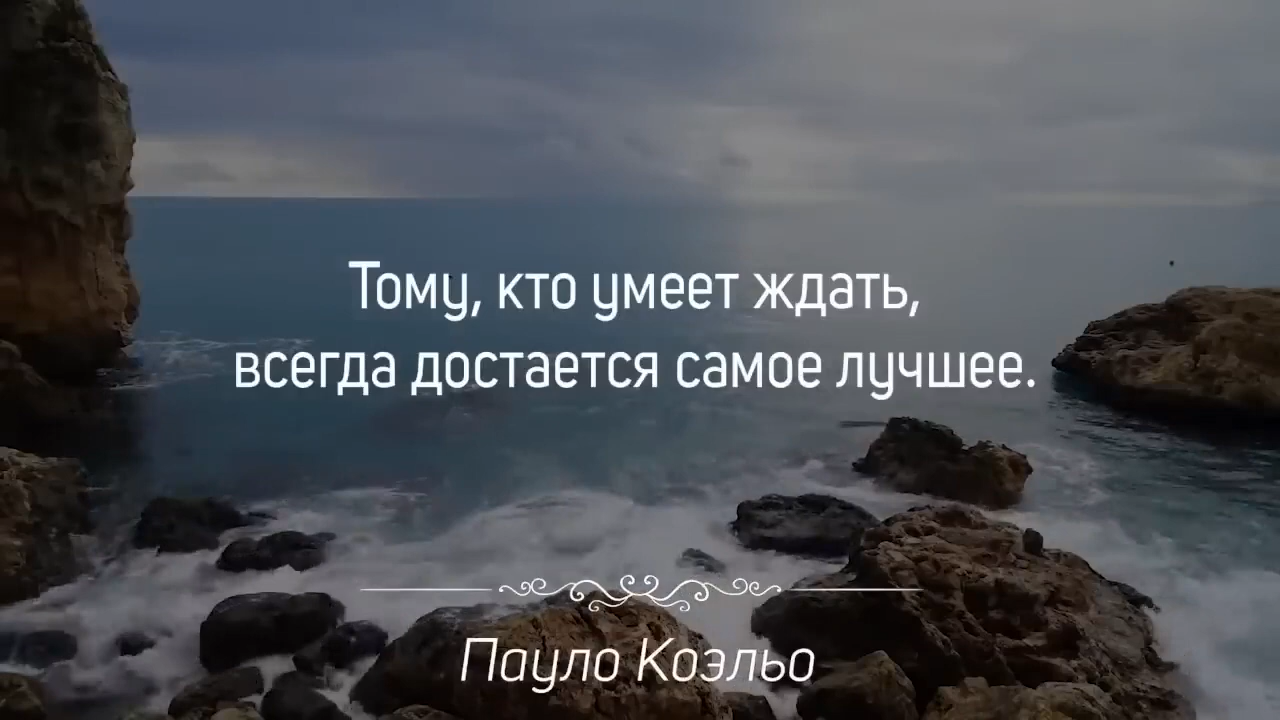 Тому, кто умеет ждать,
всегда достается самое лучшее.
Пауло Коэльо